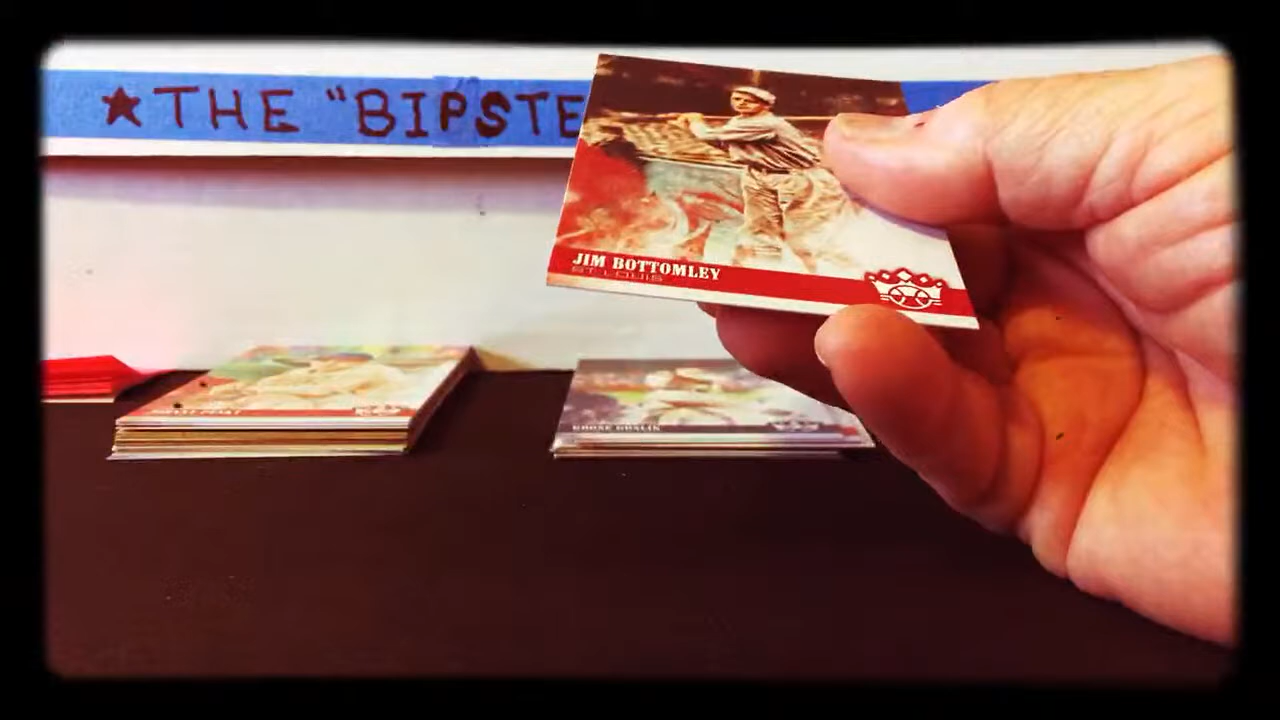 ★THE "BIPSTE
JIM BOTTOMLEY
ST. LOUIS
GOOSE GOSLIN